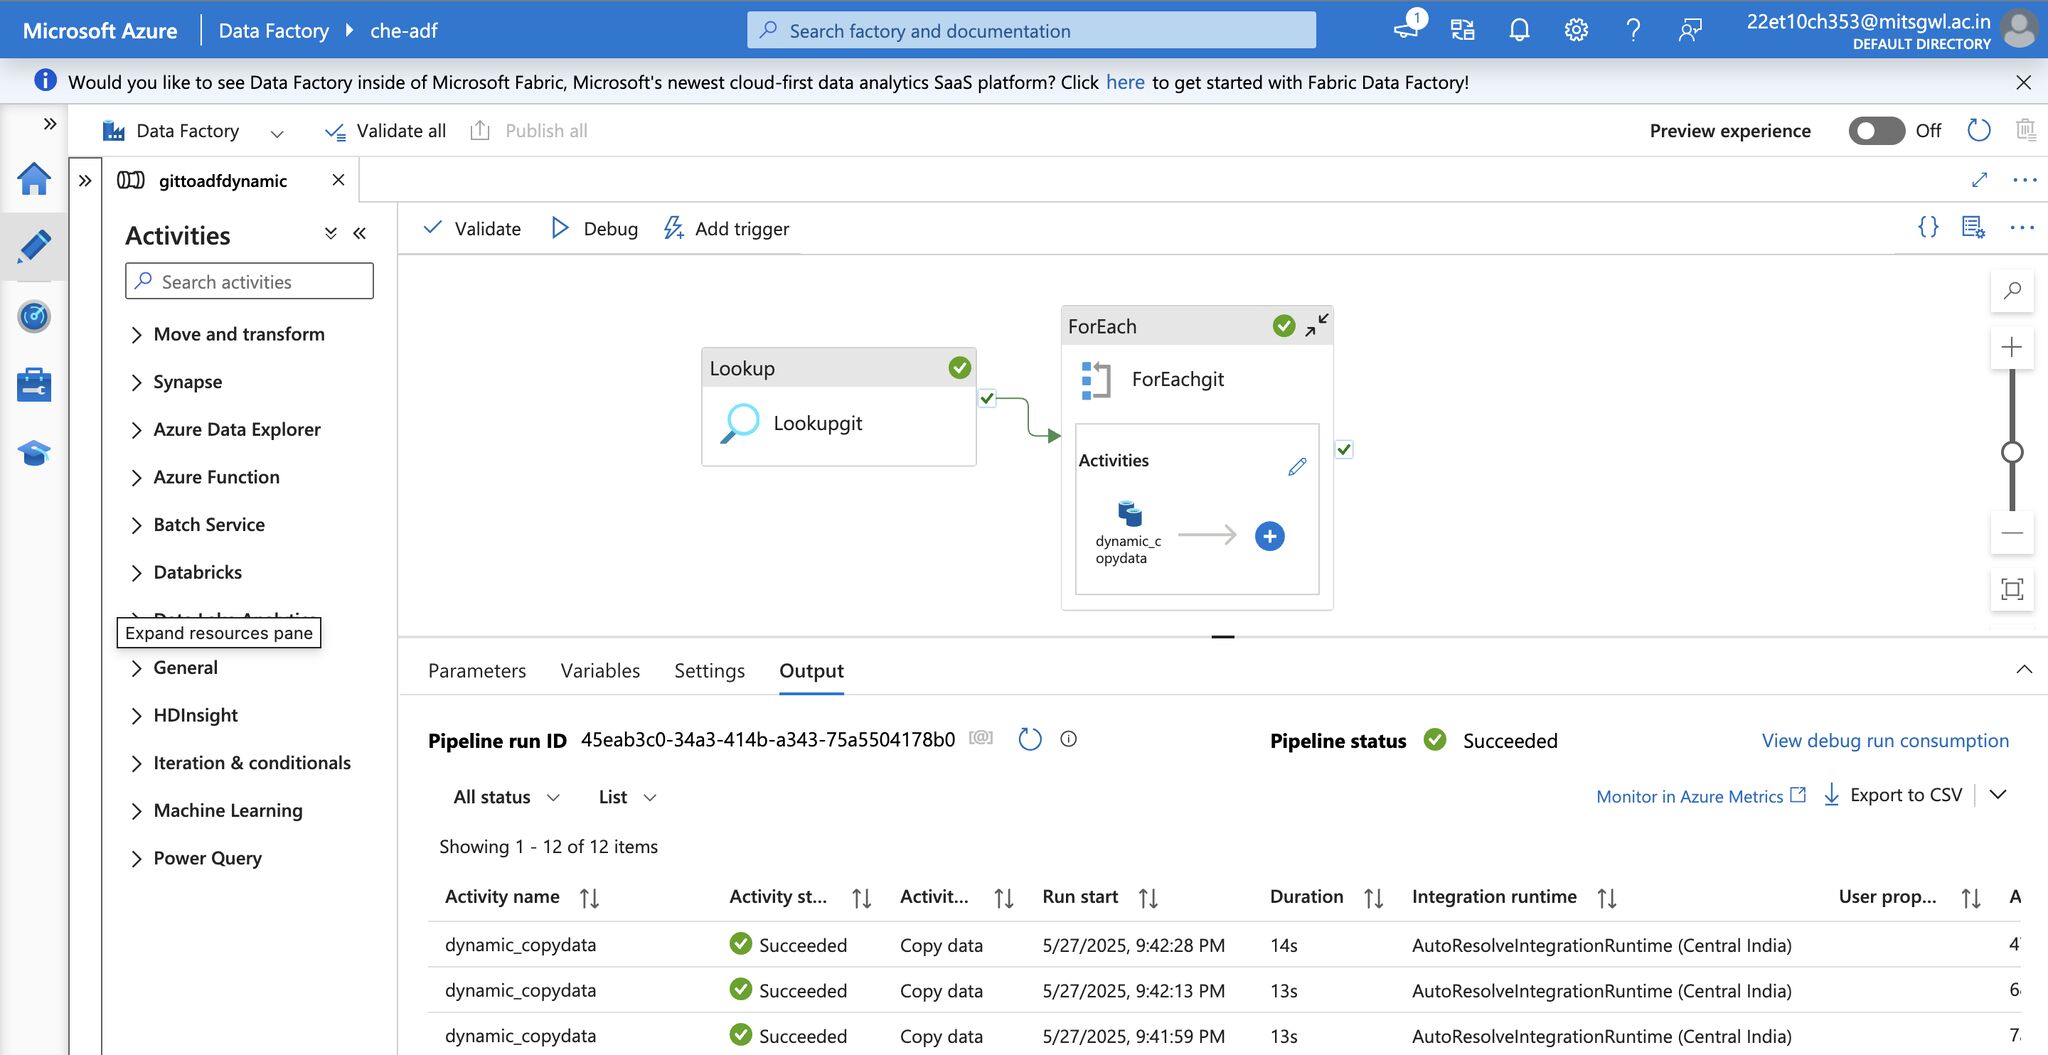 Microsoft Azure
Data Factory
che-adf
Search factory and documentation
1
22et10ch353@mitsgwl.ac.in
DEFAULT DIRECTORY
Would you like to see Data Factory inside of Microsoft Fabric, Microsoft's newest cloud-first data analytics SaaS platform? Click here to get started with Fabric Data Factory!
Data Factory
Validate all
Publish all
Preview experience
Off
gittoadfdynamic
Activities
Validate
Debug
Add trigger
Search activities
Move and transform
Synapse
Azure Data Explorer
Azure Function
Batch Service
Databricks
Expand resources pane
General
HDInsight
Iteration & conditionals
Machine Learning
Power Query
Lookup
Lookupgit
ForEach
ForEachgit
Activities
dynamic_c
opydata
Parameters
Variables
Settings
Output
Pipeline run ID 45eab3c0-34a3-414b-a343-75a5504178b0
Pipeline status Succeeded
View debug run consumption
All status
List
Monitor in Azure Metrics
Export to CSV
Showing 1 - 12 of 12 items
Activity name Activity st... Activit... Run start Duration Integration runtime User prop... A
dynamic_copydata Succeeded Copy data 5/27/2025, 9:42:28 PM 14s AutoResolveIntegrationRuntime (Central India) 4
dynamic_copydata Succeeded Copy data 5/27/2025, 9:42:13 PM 13s AutoResolveIntegrationRuntime (Central India) 6
dynamic_copydata Succeeded Copy data 5/27/2025, 9:41:59 PM 13s AutoResolveIntegrationRuntime (Central India) 7